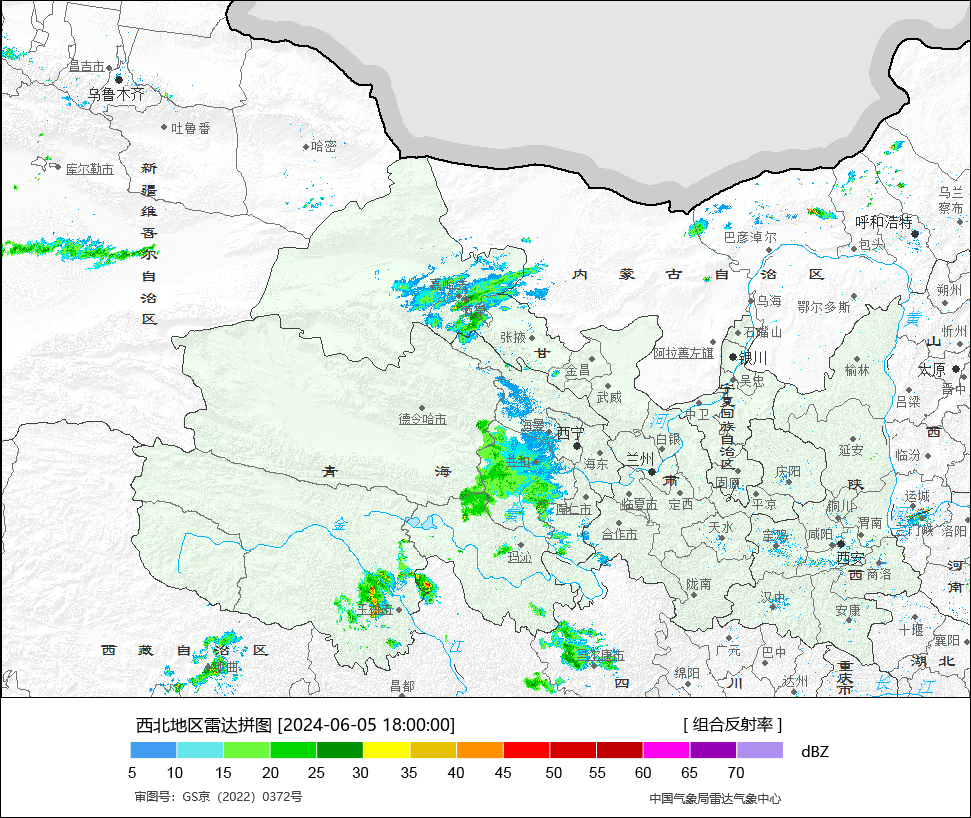 昌吉市
乌鲁木齐
吐鲁番
哈密
库尔勒市
新疆维吾尔自治区
乌兰察布
呼和浩特
包头
巴彦淖尔
内蒙古自治区
朔州
乌海
鄂尔多斯
黄
忻州
石嘴山
张掖
甘
阿拉善左旗
银川
山
太原
金昌
吴忠
榆林
晋中
武威
宁夏回族自治区
吕梁
德令哈市
中卫
河
海晏
西宁
白银
延安
西
临汾
青海
共和
海东
兰州
肃
固原
庆阳
陕
黄
同仁市
临夏市
定西
平凉
铜川
运城
金
合作市
天水
宝鸡
咸阳
渭南
三门峡
洛阳
玛沁
西安
西
商洛
河南
陇南
汉中
玉树市
安康
十堰
西藏自治区
江
马尔康市
广元
巴中
襄阳
那曲
昌都
四川
绵阳
达州
重庆市
湖北
长江
西北地区雷达拼图 [2024-06-05 18:00:00]
[ 组合反射率 ]
dBZ
5 10 15 20 25 30 35 40 45 50 55 60 65 70
审图号：GS京（2022）0372号
中国气象局雷达气象中心